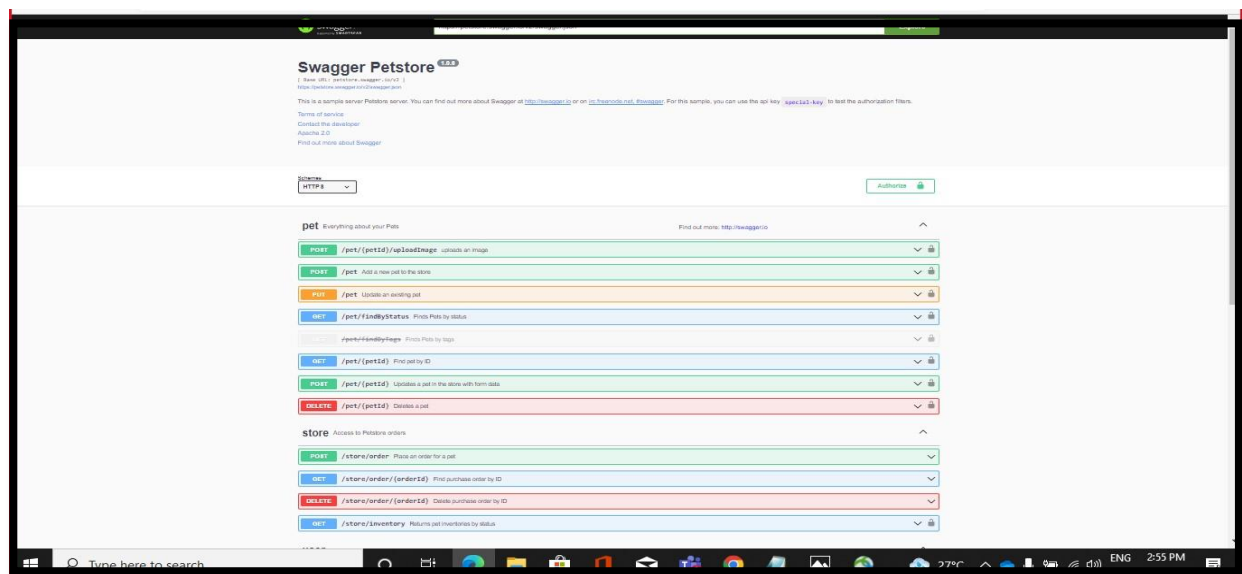 Swagger Petstore 1.0.0
[ Base URL: petstore.swagger.io/v2 ]
https://petstore.swagger.io/v2/swagger.json
This is a sample server Petstore server. You can find out more about Swagger at http://swagger.io or on irc.freenode.net, #swagger. For this sample, you can use the api key special-key to test the authorization filters.
Terms of service
Contact the developer
Apache 2.0
Find out more about Swagger
Schemes
HTTPS
Authorize
pet Everything about your Pets Find out more: http://swagger.io
POST /pet/{petId}/uploadImage uploads an image
POST /pet Add a new pet to the store
PUT /pet Update an existing pet
GET /pet/findByStatus Finds Pets by status
/pet/findByTags Finds Pets by tags
GET /pet/{petId} Find pet by ID
POST /pet/{petId} Updates a pet in the store with form data
DELETE /pet/{petId} Deletes a pet
store Access to Petstore orders
POST /store/order Place an order for a pet
GET /store/order/{orderId} Find purchase order by ID
DELETE /store/order/{orderId} Delete purchase order by ID
GET /store/inventory Returns pet inventories by status
Type here to search 27°C ENG 2:55 PM